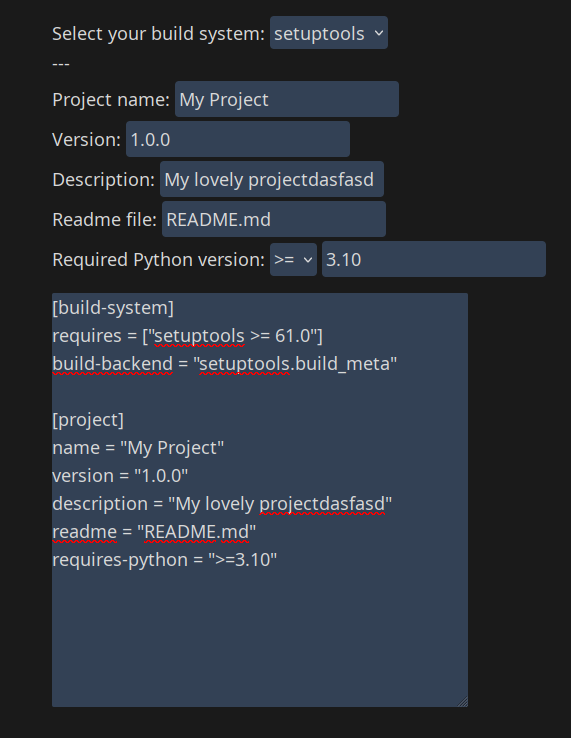 Select your build system: setuptools
---
Project name: My Project
Version: 1.0.0
Description: My lovely projectdasfasd
Readme file: README.md
Required Python version: >= 3.10
[build-system]
requires = ["setuptools >= 61.0"]
build-backend = "setuptools.build_meta"

[project]
name = "My Project"
version = "1.0.0"
description = "My lovely projectdasfasd"
readme = "README.md"
requires-python = ">=3.10"